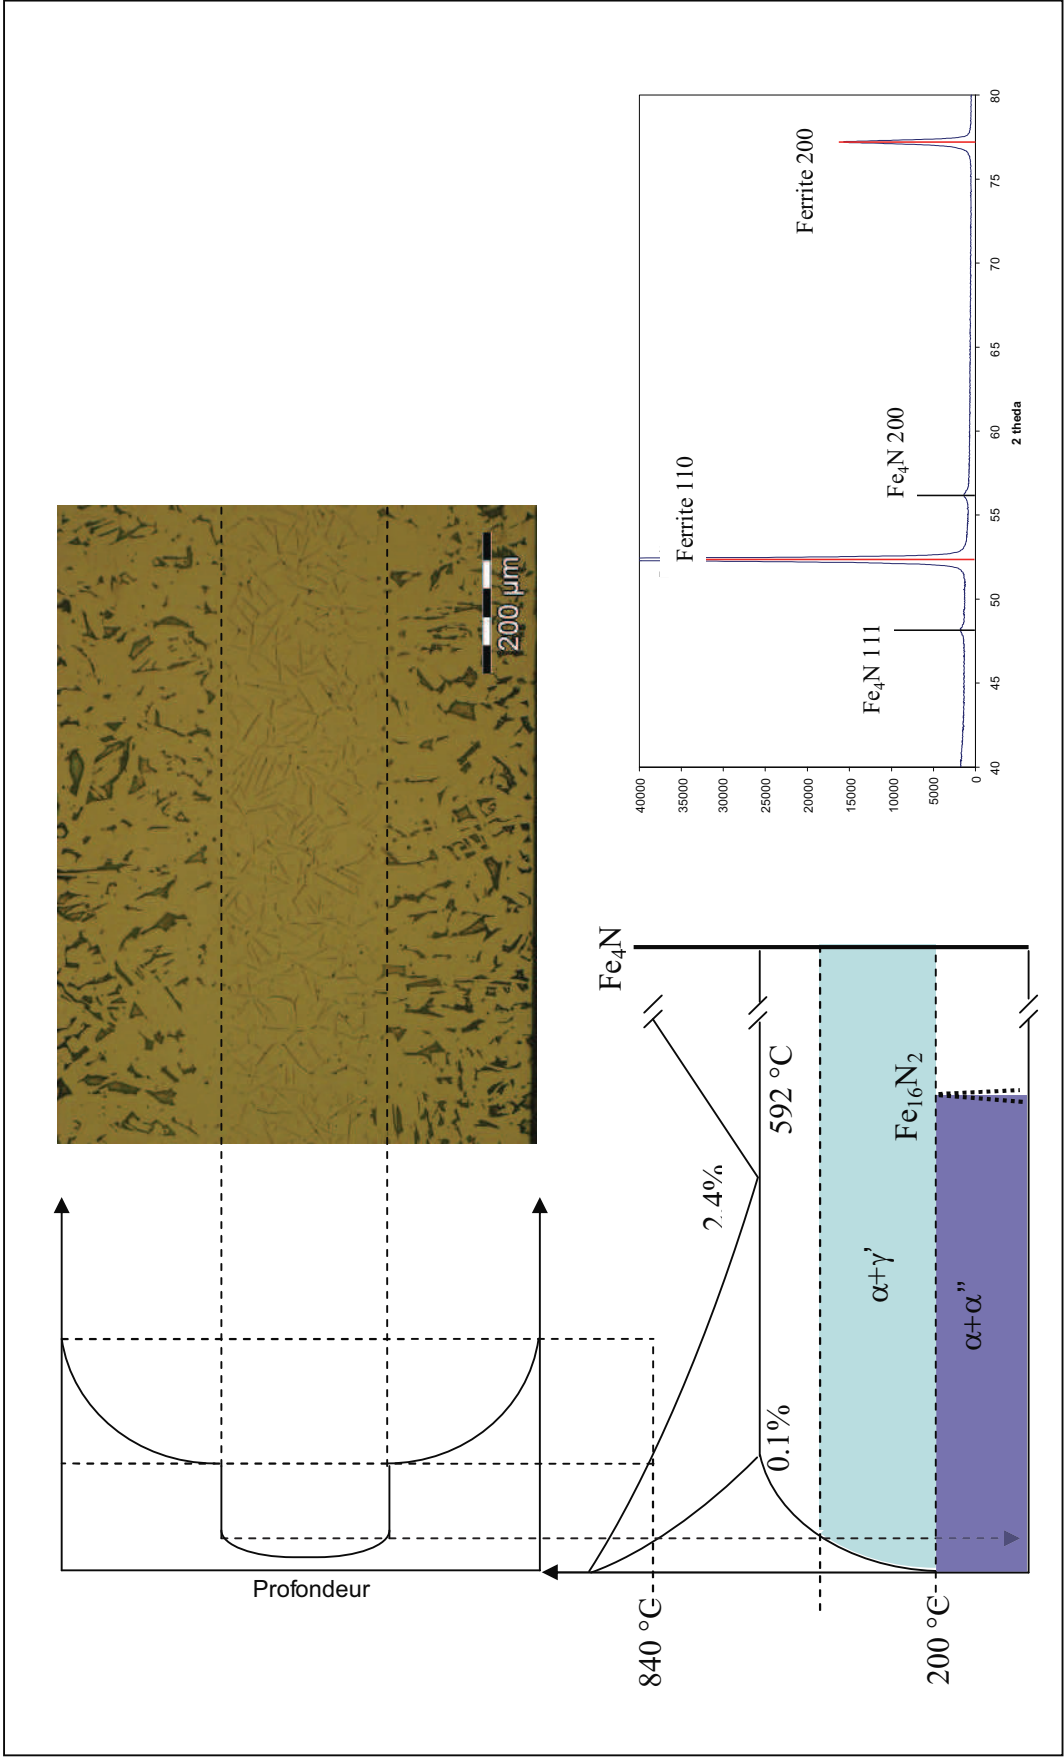 200 µm
Profondeur
Fe4N
840 °C
2.4%
592 °C
0.1%
α+γ’
Fe16N2
200 °C
α+α”
40000
35000
30000
25000
20000
15000
10000
5000
0
40
45
50
55
60
65
70
75
80
2 theda
Fe4N 111
Ferrite 110
Fe4N 200
Ferrite 200